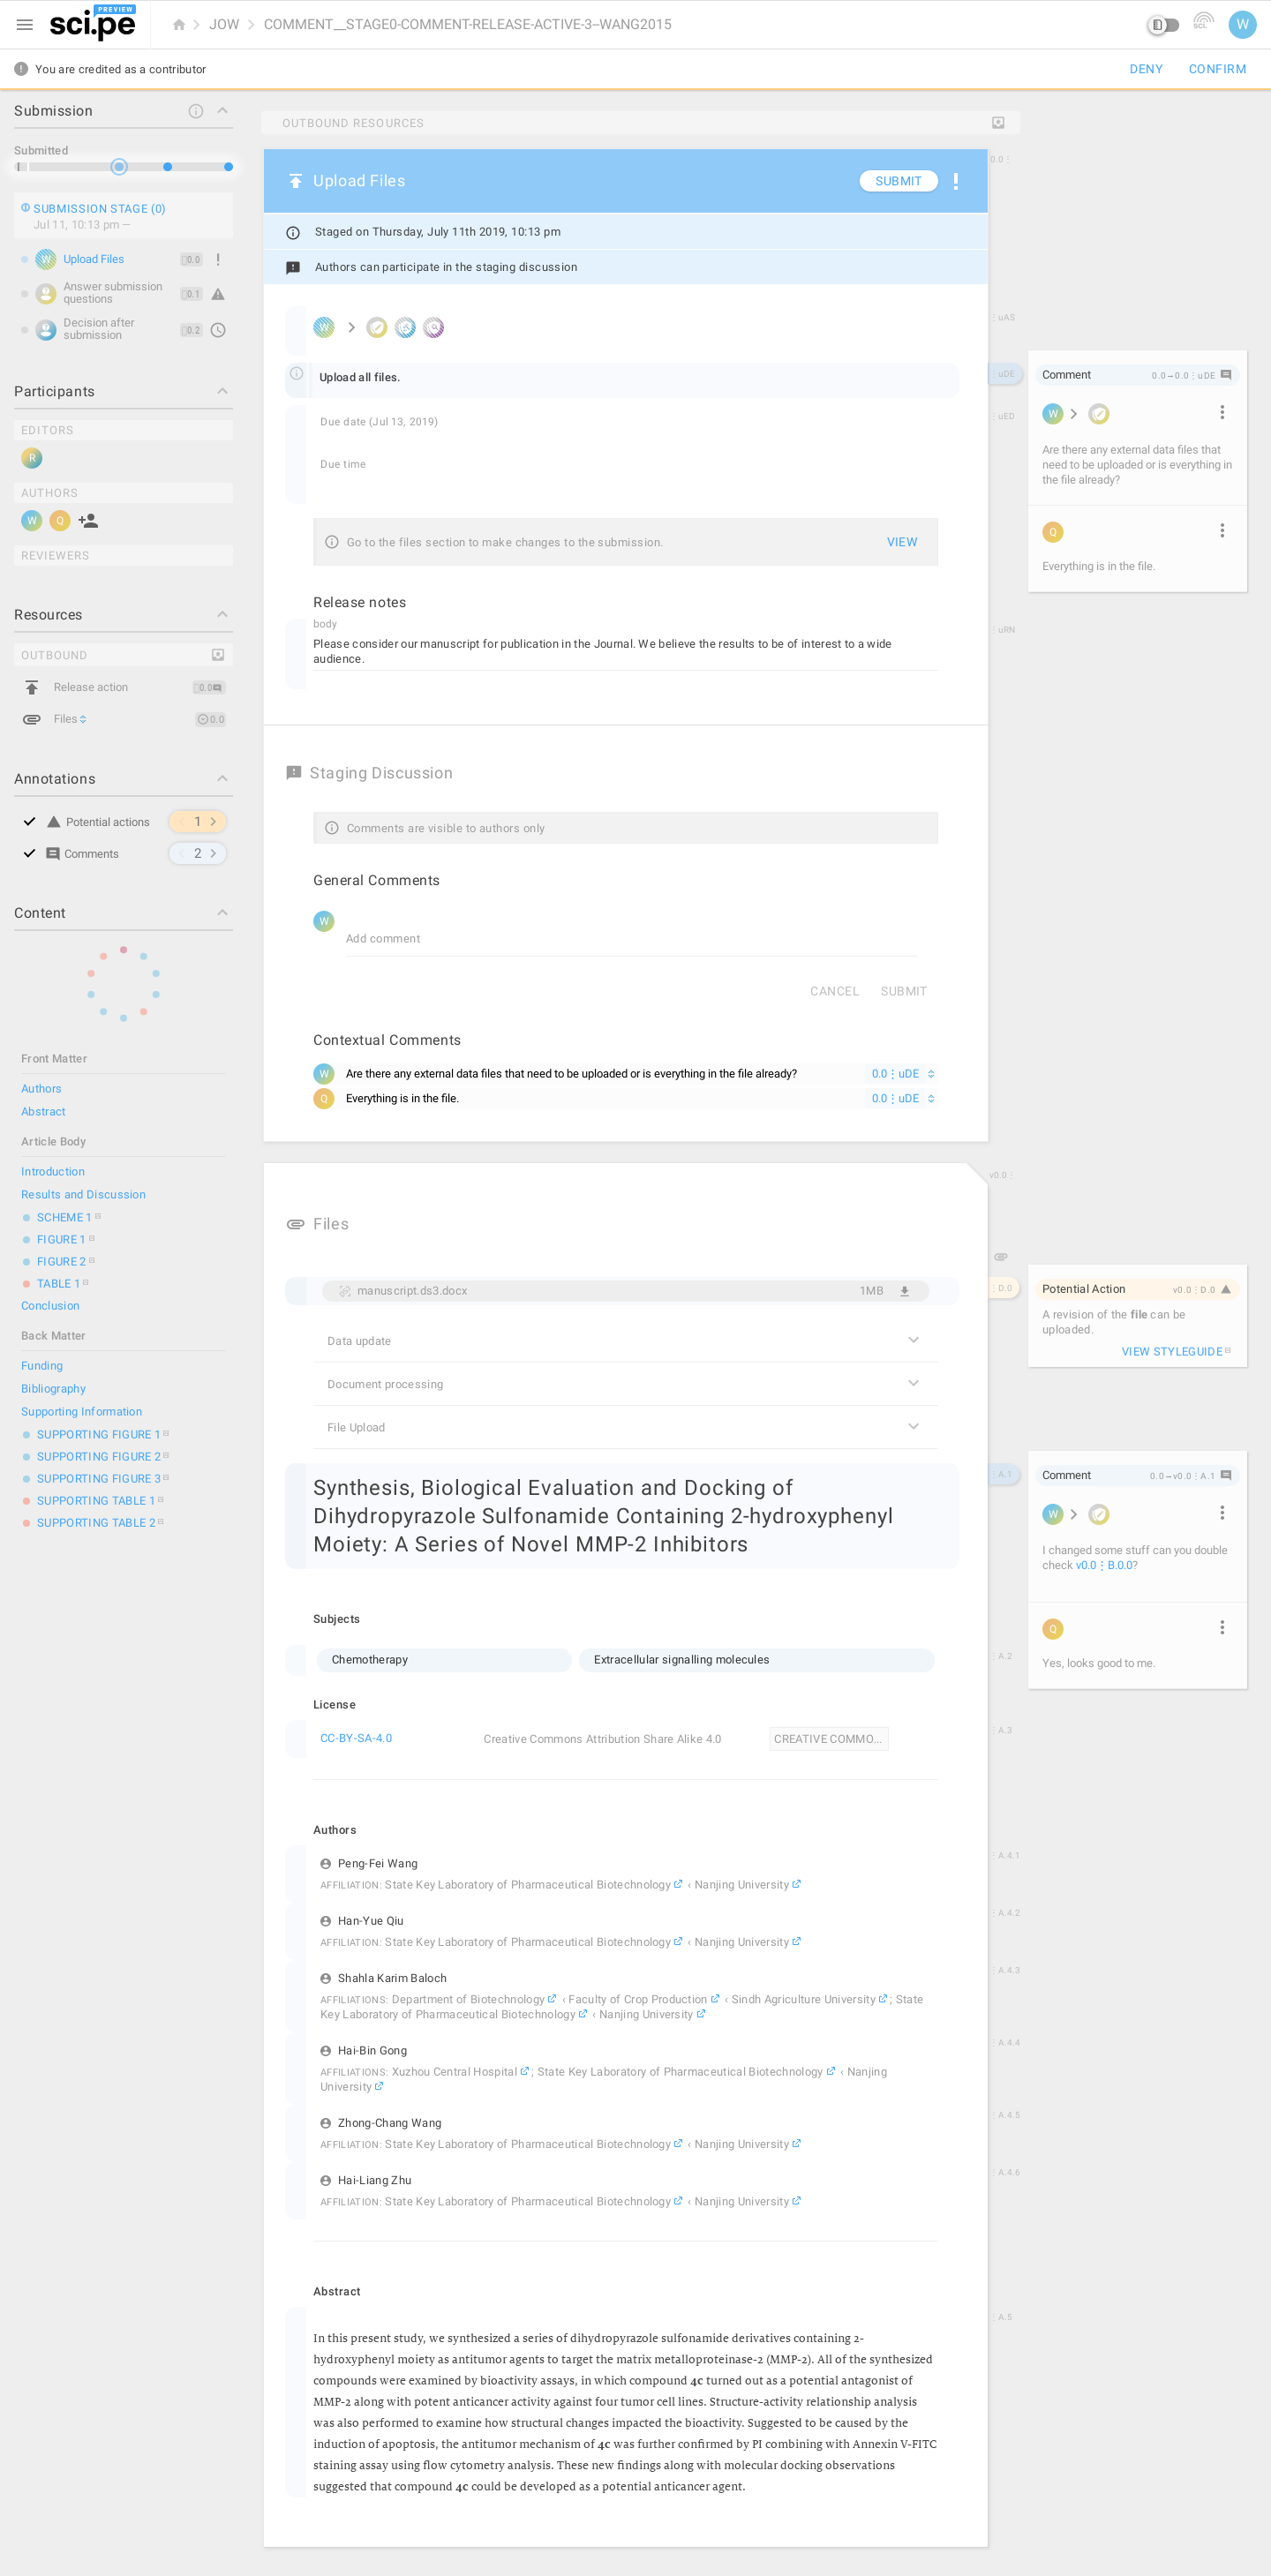 sci.pe PREVIEW
JOW
COMMENT__STAGE0-COMMENT-RELEASE-ACTIVE-3--WANG2015
SCL
W
You are credited as a contributor
DENY
CONFIRM
Submission
Submitted
SUBMISSION STAGE (0)
Jul 11, 10:13 pm —
W
Upload Files
0.0
Answer submission
questions
0.1
Decision after
submission
0.2
Participants
EDITORS
R
AUTHORS
W
Q
REVIEWERS
Resources
OUTBOUND
Release action
0.0
Files
0.0
Annotations
Potential actions
1
Comments
2
Content
Front Matter
Authors
Abstract
Article Body
Introduction
Results and Discussion
SCHEME 1
FIGURE 1
FIGURE 2
TABLE 1
Conclusion
Back Matter
Funding
Bibliography
Supporting Information
SUPPORTING FIGURE 1
SUPPORTING FIGURE 2
SUPPORTING FIGURE 3
SUPPORTING TABLE 1
SUPPORTING TABLE 2
OUTBOUND RESOURCES
Upload Files
SUBMIT
0.0⋮
Staged on Thursday, July 11th 2019, 10:13 pm
Authors can participate in the staging discussion
W
⋮uAS
Upload all files.
⋮uDE
Due date (Jul 13, 2019)
⋮uED
Due time
Go to the files section to make changes to the submission.
VIEW
Release notes
body
⋮uRN
Please consider our manuscript for publication in the Journal. We believe the results to be of interest to a wide
audience.
Staging Discussion
Comments are visible to authors only
General Comments
W
Add comment
CANCEL
SUBMIT
Contextual Comments
W
Are there any external data files that need to be uploaded or is everything in the file already?
0.0⋮uDE
Q
Everything is in the file.
0.0⋮uDE
Comment
0.0→0.0⋮uDE
W
Are there any external data files that
need to be uploaded or is everything in
the file already?
Q
Everything is in the file.
v0.0⋮
Files
manuscript.ds3.docx
1MB
⋮D.0
Data update
Document processing
File Upload
Potential Action
v0.0⋮D.0
A revision of the file can be
uploaded.
VIEW STYLEGUIDE
Synthesis, Biological Evaluation and Docking of
Dihydropyrazole Sulfonamide Containing 2-hydroxyphenyl
Moiety: A Series of Novel MMP-2 Inhibitors
⋮A.1
Comment
0.0→v0.0⋮A.1
W
I changed some stuff can you double
check v0.0⋮B.0.0?
Q
Yes, looks good to me.
Subjects
Chemotherapy
Extracellular signalling molecules
⋮A.2
License
CC-BY-SA-4.0
Creative Commons Attribution Share Alike 4.0
CREATIVE COMMO...
⋮A.3
Authors
Peng-Fei Wang
⋮A.4.1
AFFILIATION: State Key Laboratory of Pharmaceutical Biotechnology ‹ Nanjing University
Han-Yue Qiu
⋮A.4.2
AFFILIATION: State Key Laboratory of Pharmaceutical Biotechnology ‹ Nanjing University
Shahla Karim Baloch
⋮A.4.3
AFFILIATIONS: Department of Biotechnology ‹ Faculty of Crop Production ‹ Sindh Agriculture University ; State
Key Laboratory of Pharmaceutical Biotechnology ‹ Nanjing University
Hai-Bin Gong
⋮A.4.4
AFFILIATIONS: Xuzhou Central Hospital ; State Key Laboratory of Pharmaceutical Biotechnology ‹ Nanjing
University
Zhong-Chang Wang
⋮A.4.5
AFFILIATION: State Key Laboratory of Pharmaceutical Biotechnology ‹ Nanjing University
Hai-Liang Zhu
⋮A.4.6
AFFILIATION: State Key Laboratory of Pharmaceutical Biotechnology ‹ Nanjing University
Abstract
⋮A.5
In this present study, we synthesized a series of dihydropyrazole sulfonamide derivatives containing 2-
hydroxyphenyl moiety as antitumor agents to target the matrix metalloproteinase-2 (MMP-2). All of the synthesized
compounds were examined by bioactivity assays, in which compound 4c turned out as a potential antagonist of
MMP-2 along with potent anticancer activity against four tumor cell lines. Structure-activity relationship analysis
was also performed to examine how structural changes impacted the bioactivity. Suggested to be caused by the
induction of apoptosis, the antitumor mechanism of 4c was further confirmed by PI combining with Annexin V-FITC
staining assay using flow cytometry analysis. These new findings along with molecular docking observations
suggested that compound 4c could be developed as a potential anticancer agent.